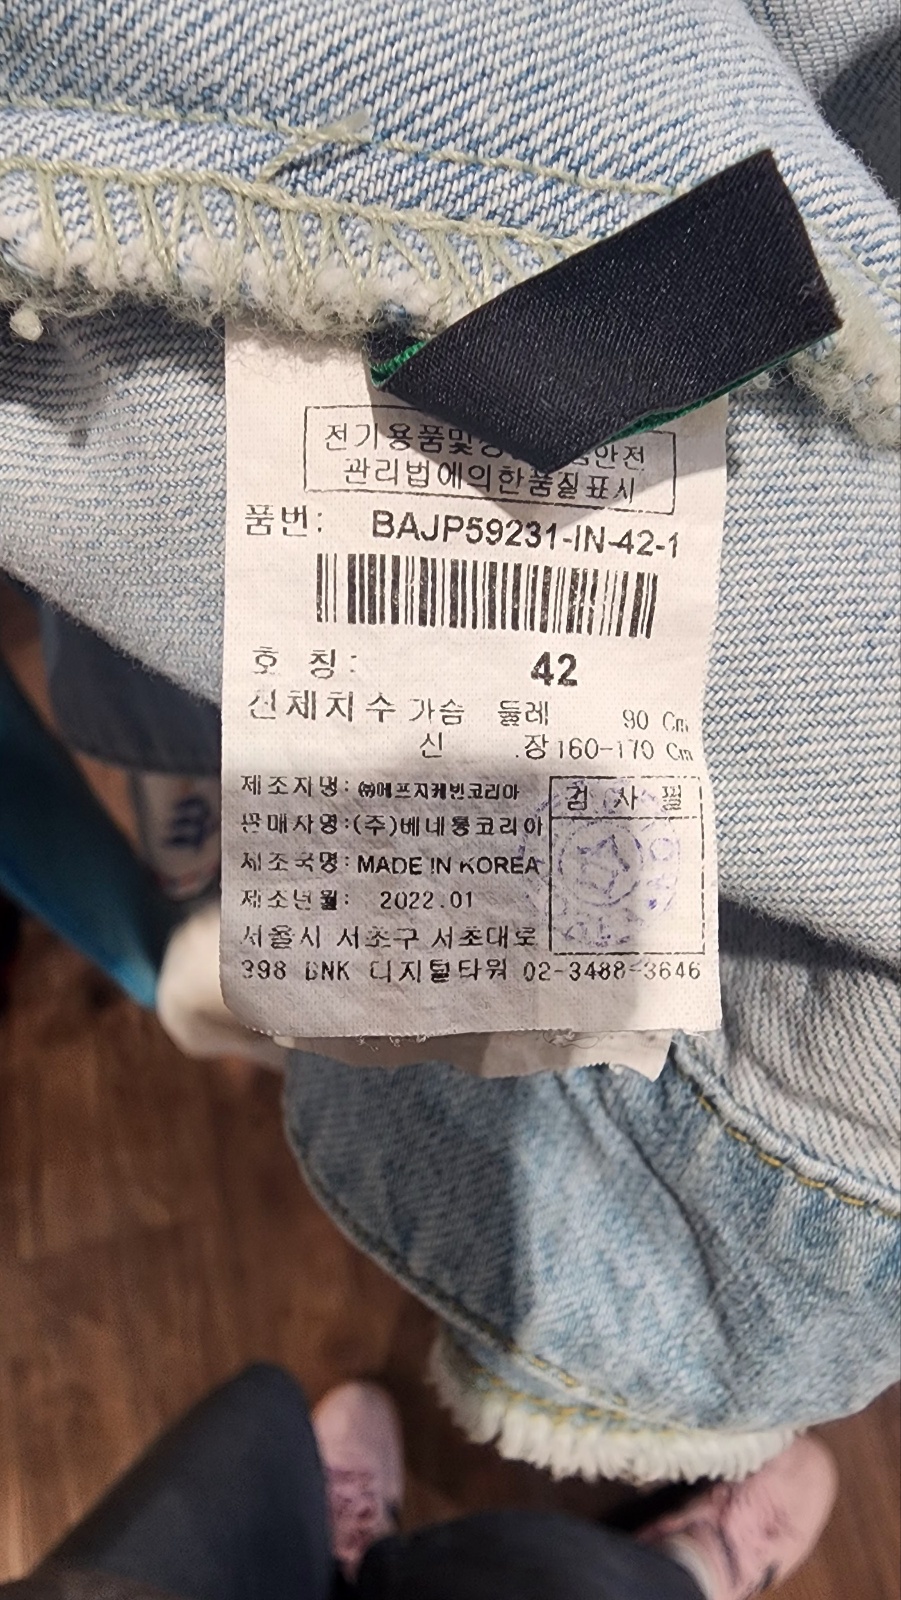 전기용품및 안전
관리법에의한품질표시
품번: BAJP59231-IN-42-1
호 칭: 42
신체치수 가슴 둘레 90 Cm
신 장 160-170 Cm
제조자명: ㈜에프지케빈코리아
판매자명:(주)베네통코리아
제조국명: MADE IN KOREA
제조년월: 2022.01
검 사 필
서울시 서초구 서초대로
398 BNK 디지털타워 02-3488-3646